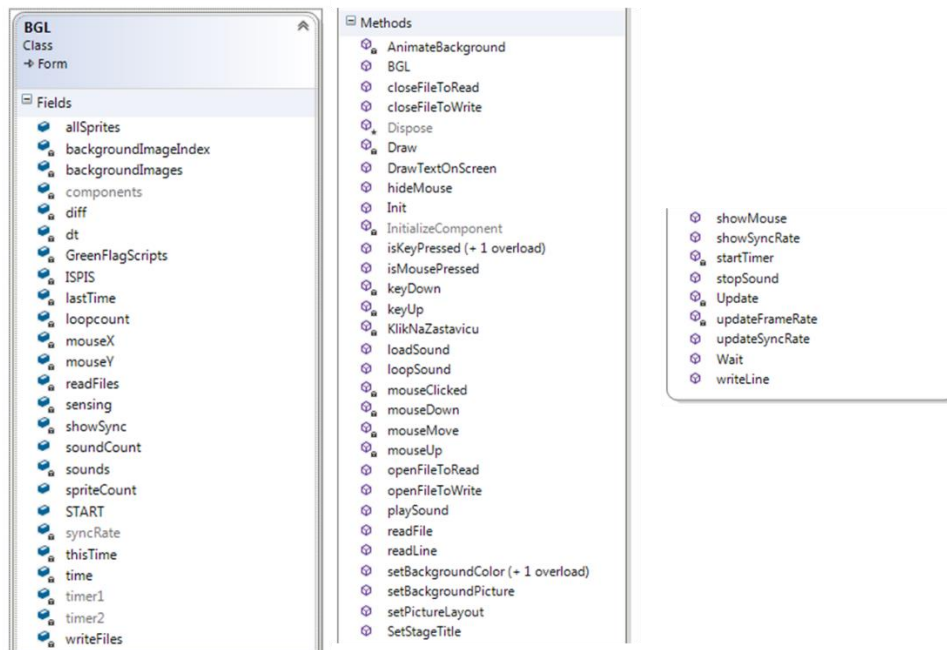 BGL
Class
Form
Fields
allSprites
backgroundImageIndex
backgroundImages
components
diff
dt
GreenFlagScripts
ISPIS
lastTime
loopcount
mouseX
mouseY
readFiles
sensing
showSync
soundCount
sounds
spriteCount
START
syncRate
thisTime
time
timer1
timer2
writeFiles
Methods
AnimateBackground
BGL
closeFileToRead
closeFileToWrite
Dispose
Draw
DrawTextOnScreen
hideMouse
Init
InitializeComponent
isKeyPressed (+ 1 overload)
isMousePressed
keyDown
keyUp
KlikNaZastavicu
loadSound
loopSound
mouseClicked
mouseDown
mouseMove
mouseUp
openFileToRead
openFileToWrite
playSound
readFile
readLine
setBackgroundColor (+ 1 overload)
setBackgroundPicture
setPictureLayout
SetStageTitle
showMouse
showSyncRate
startTimer
stopSound
Update
updateFrameRate
updateSyncRate
Wait
writeLine